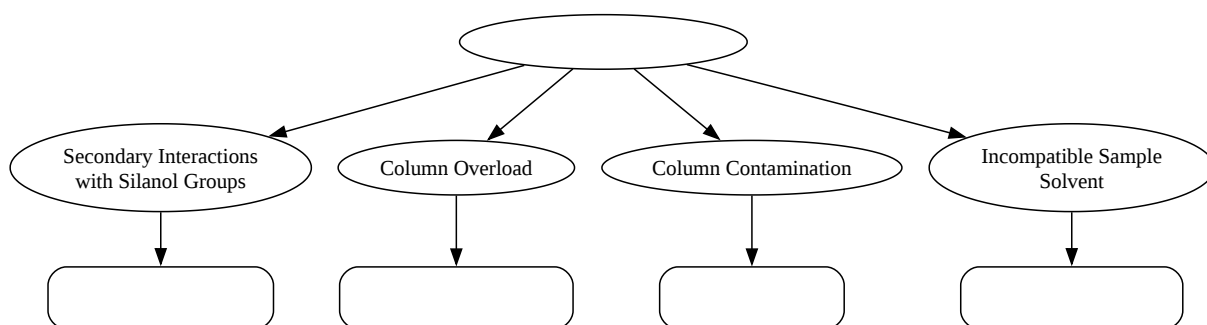 Secondary Interactions
with Silanol Groups
Column Overload
Column Contamination
Incompatible Sample
Solvent